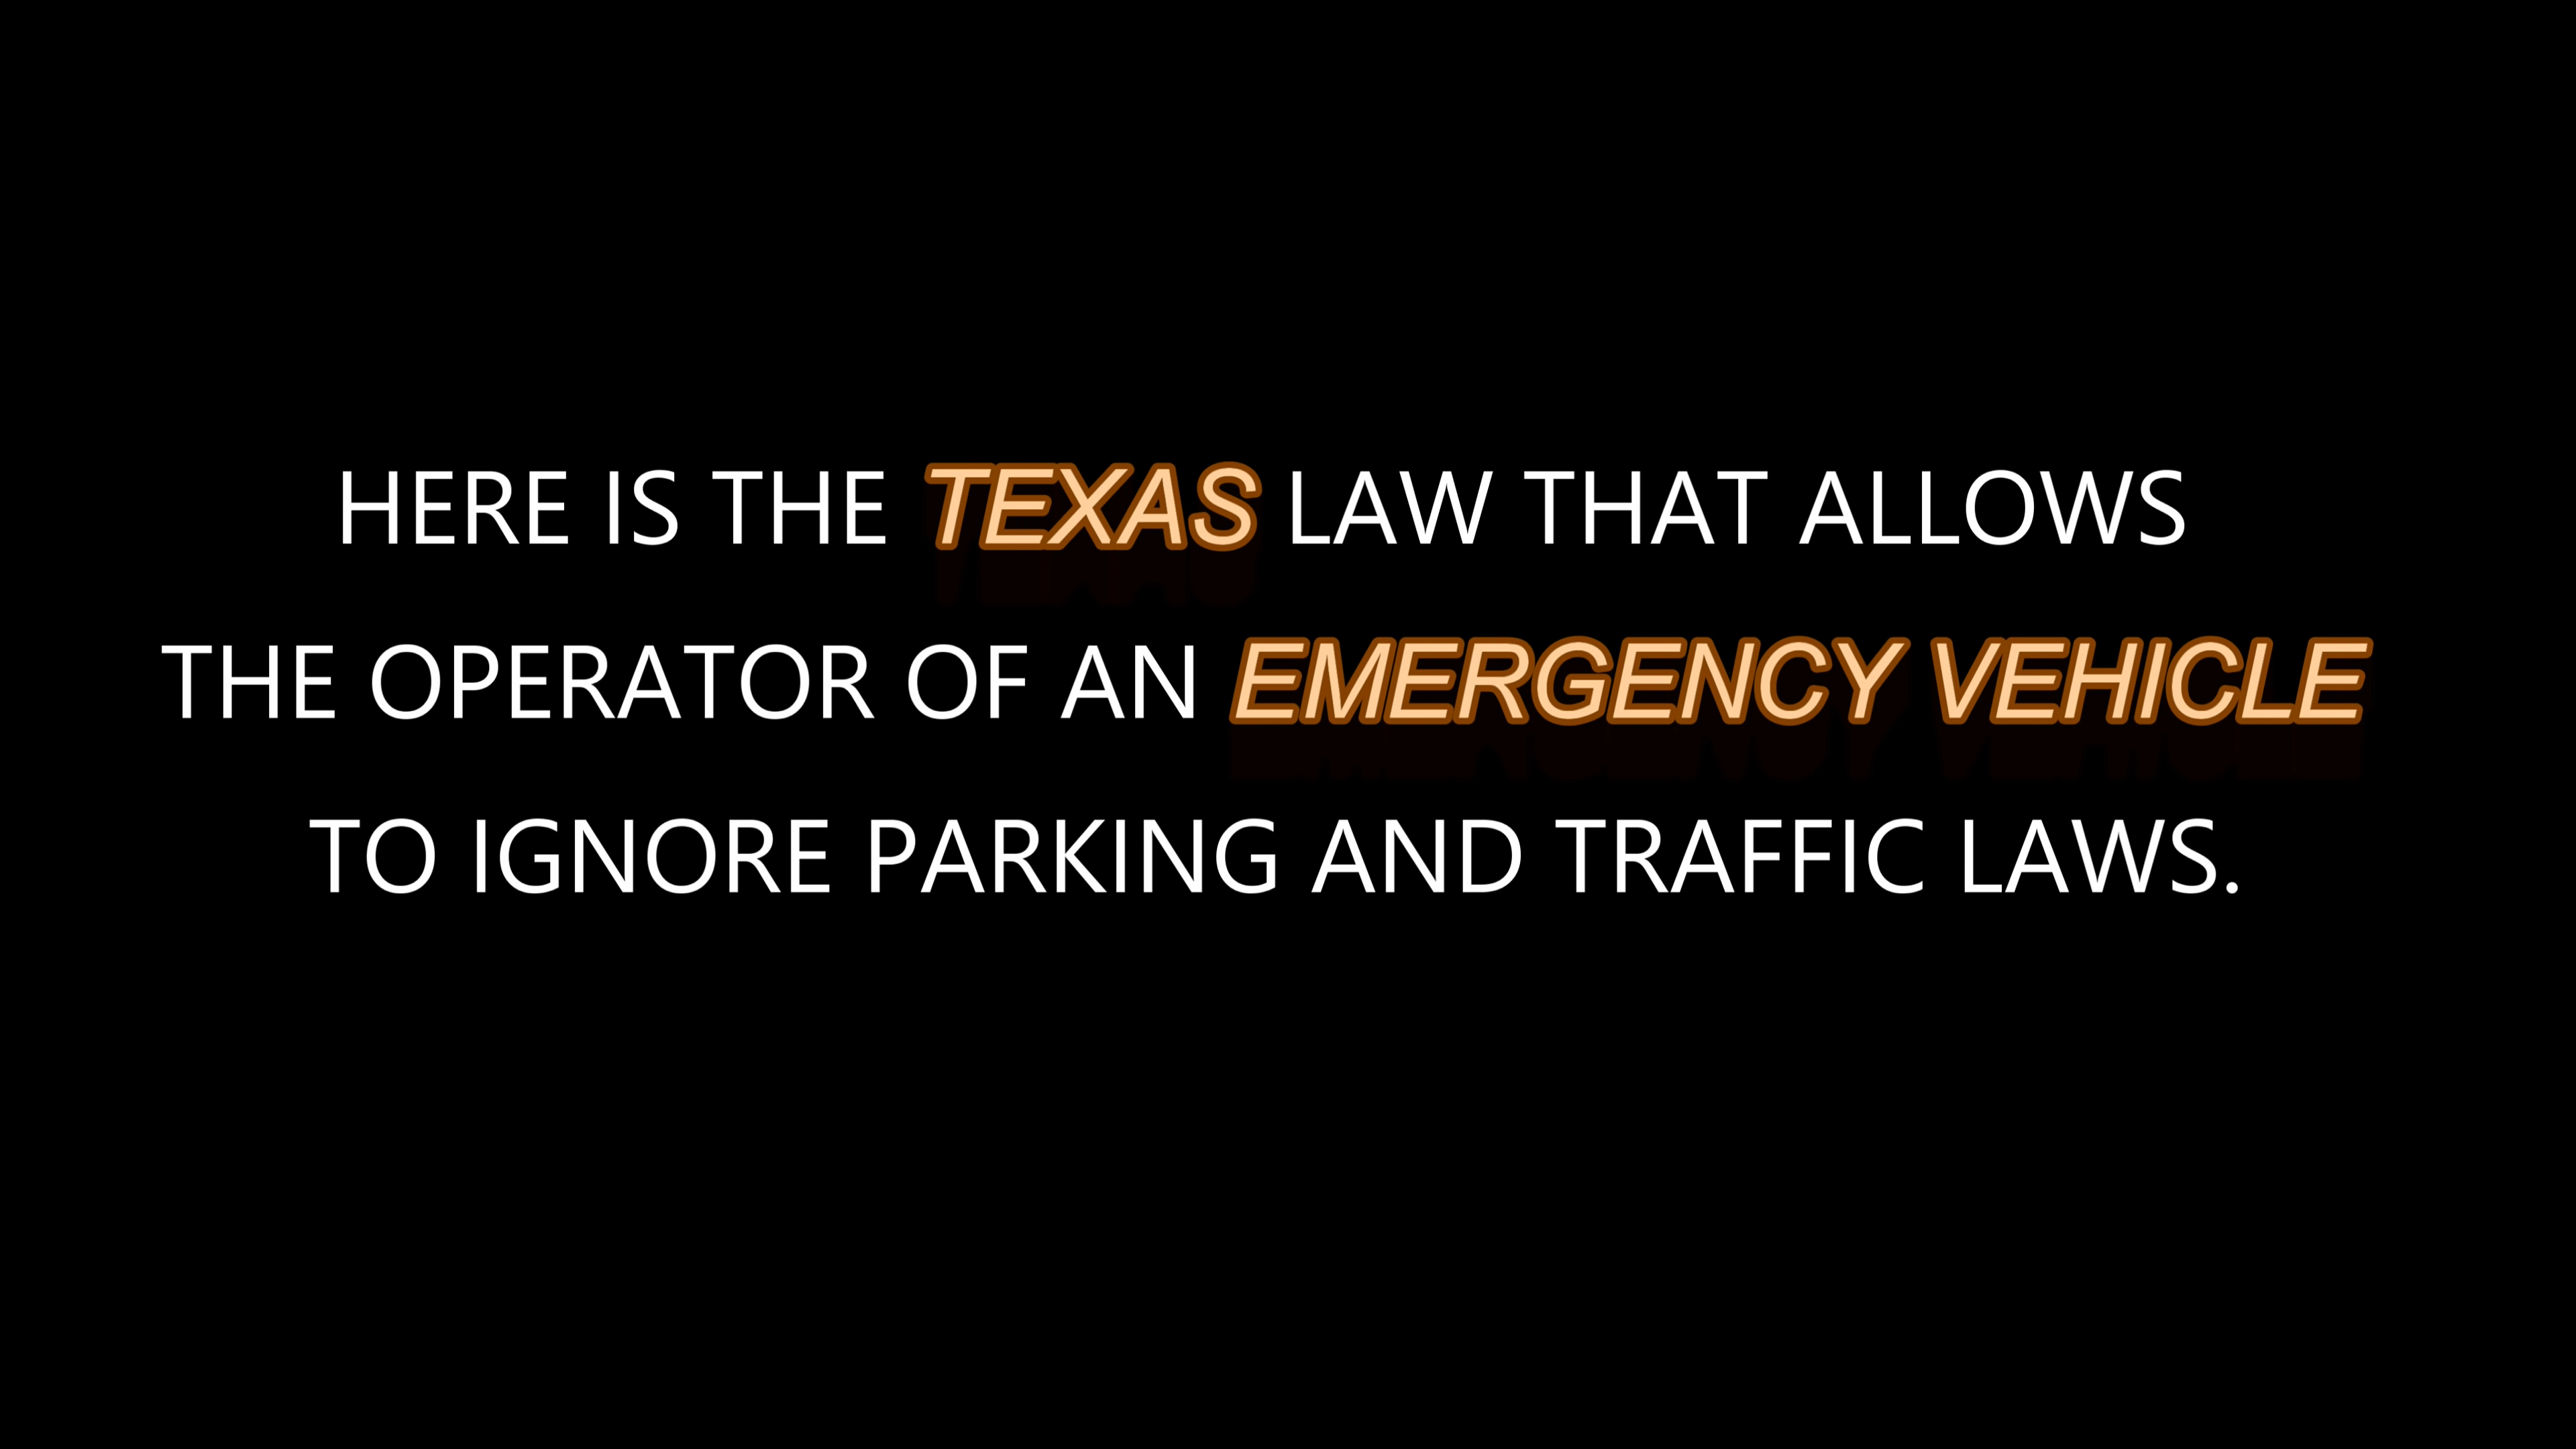 HERE IS THE TEXAS LAW THAT ALLOWS
THE OPERATOR OF AN EMERGENCY VEHICLE
TO IGNORE PARKING AND TRAFFIC LAWS.